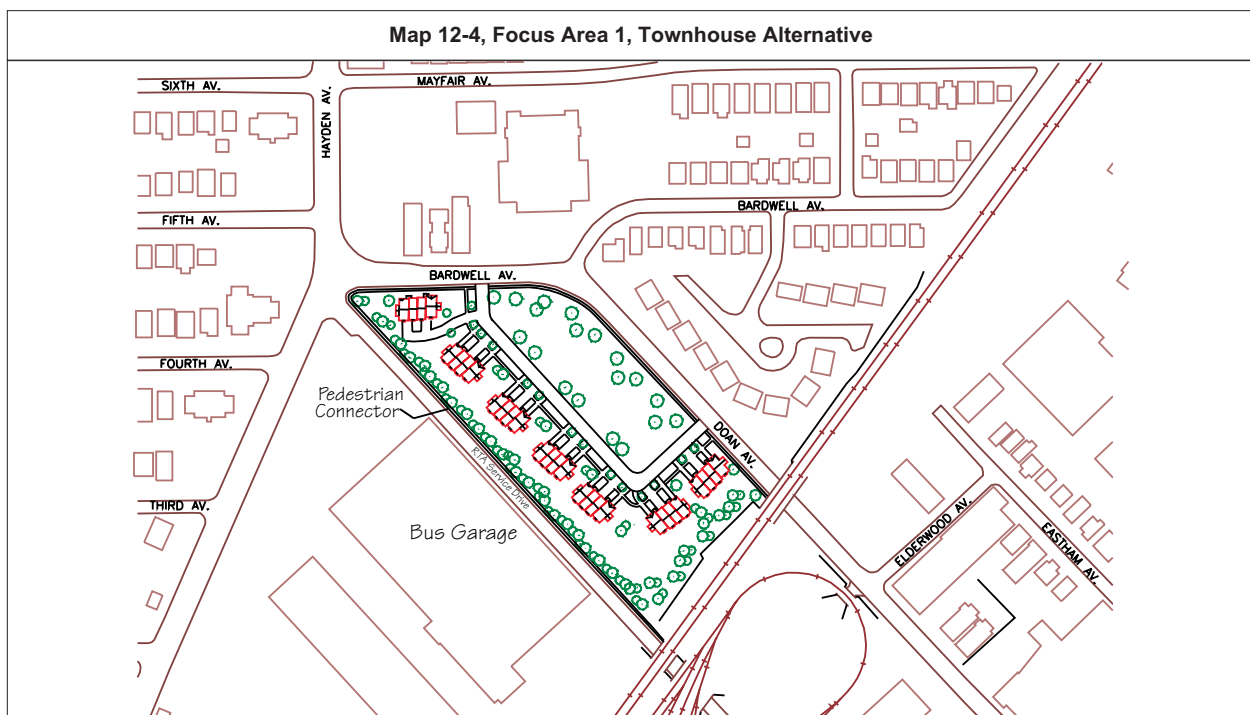 Map 12-4, Focus Area 1, Townhouse Alternative
SIXTH AV.
MAYFAIR AV.
HAYDEN AV.
FIFTH AV.
BARDWELL AV.
BARDWELL AV.
FOURTH AV.
Pedestrian
Connector
DOAN AV.
RTA Service Drive
THIRD AV.
Bus Garage
ELDERWOOD AV.
EASTHAM AV.